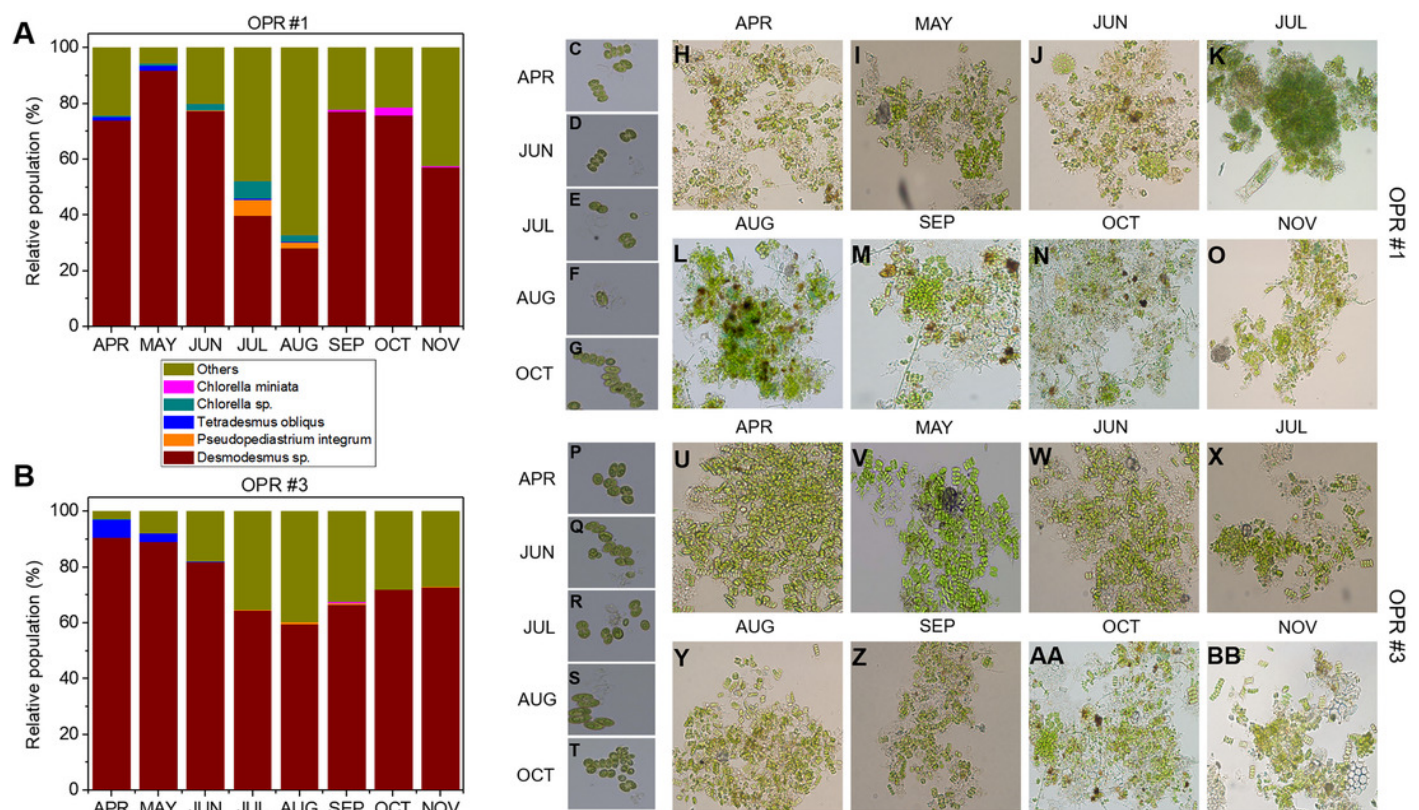 A
OPR #1
Relative population (%)
100
80
60
40
20
0
APR MAY JUN JUL AUG SEP OCT NOV
Others
Chlorella miniata
Chlorella sp.
Tetradesmus obliqus
Pseudopediastrium integrum
Desmodesmus sp.
B
OPR #3
Relative population (%)
100
80
60
40
20
0
APR MAY JUN JUL AUG SEP OCT NOV
APR C
JUN D
JUL E
AUG F
OCT G
APR MAY JUN JUL
H I J K
AUG SEP OCT NOV
L M N O
OPR #1
APR P
JUN Q
JUL R
AUG S
OCT T
APR MAY JUN JUL
U V W X
AUG SEP OCT NOV
Y Z AA BB
OPR #3